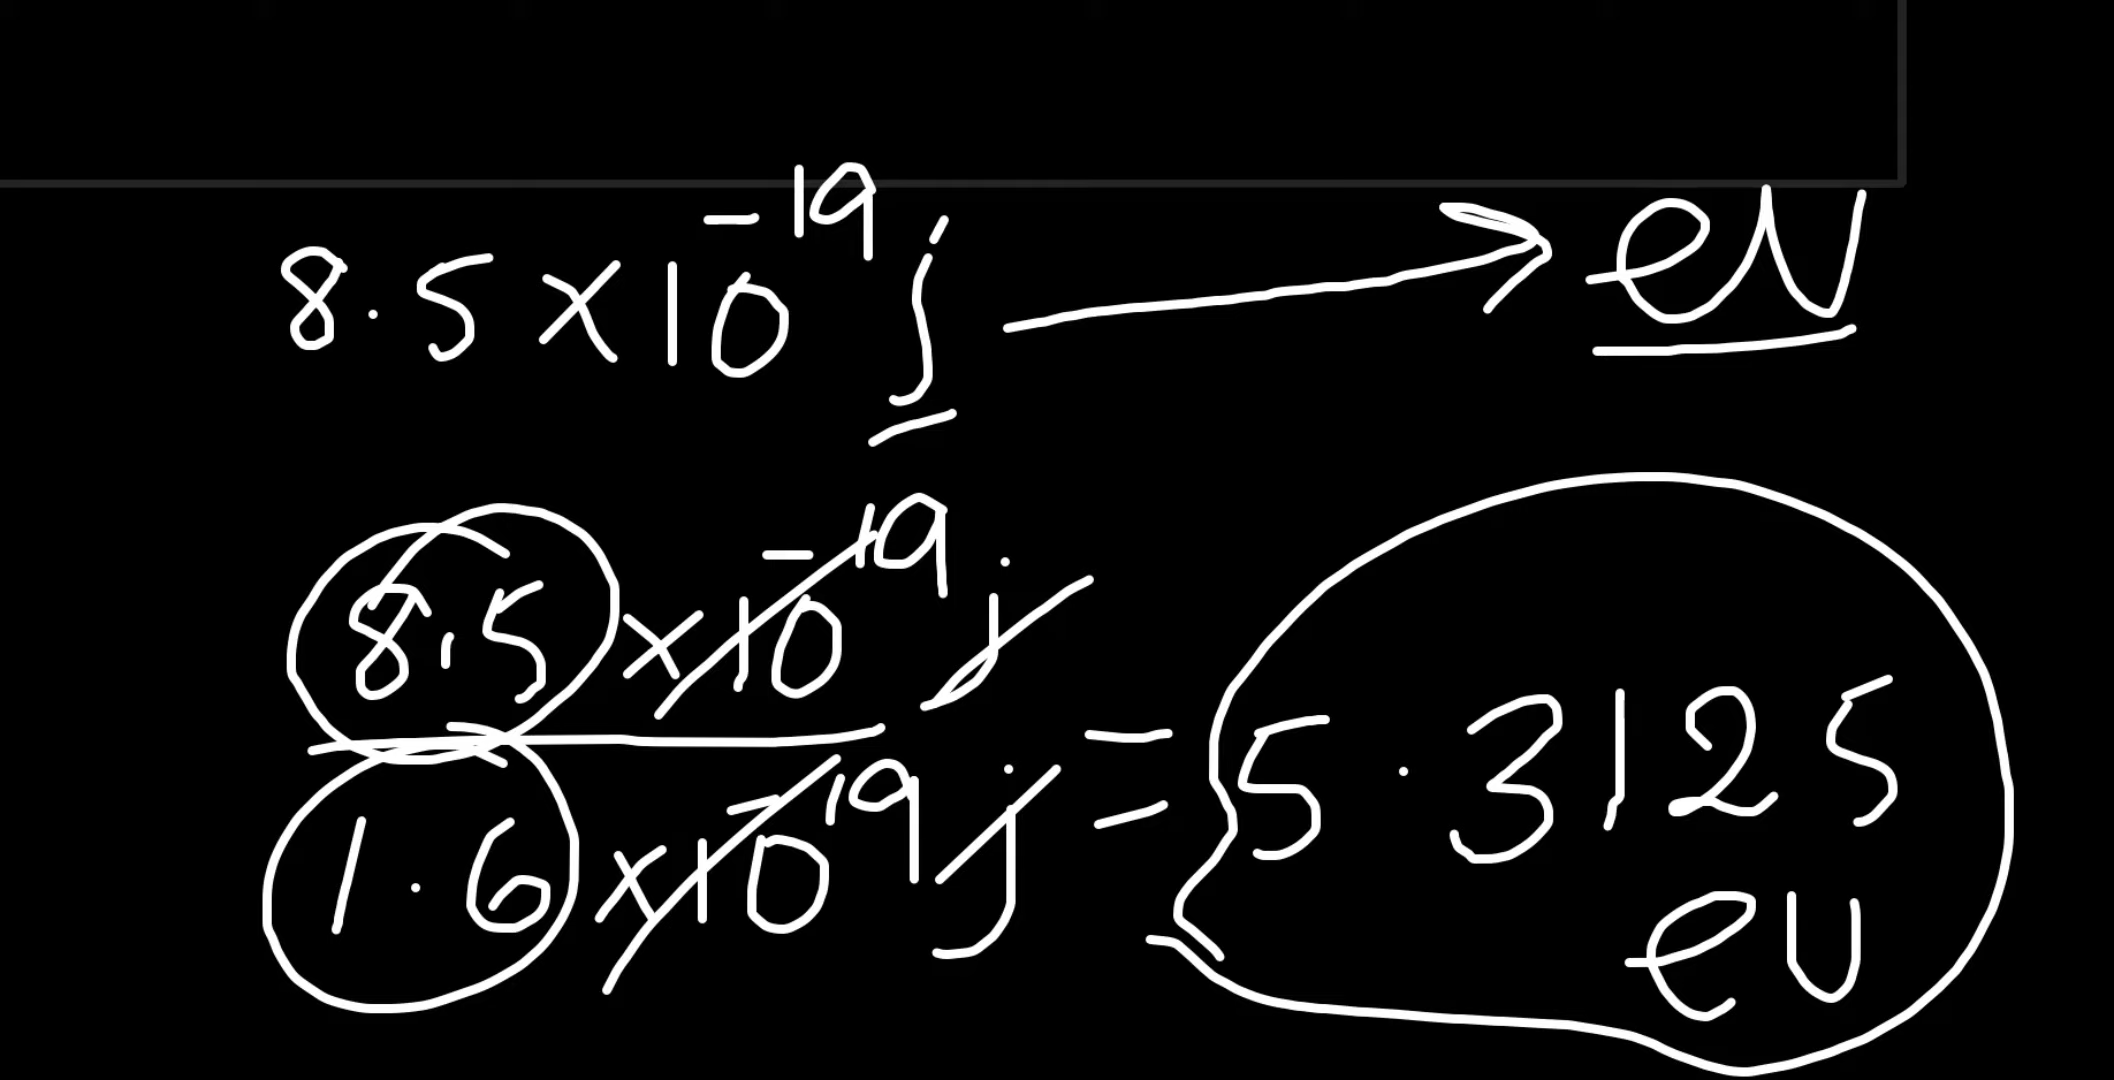 8.5 × 10⁻¹⁹ j → eV
8.5 × 10⁻¹⁹ j
1.6 × 10⁻¹⁹ j
= 5.3125
eV